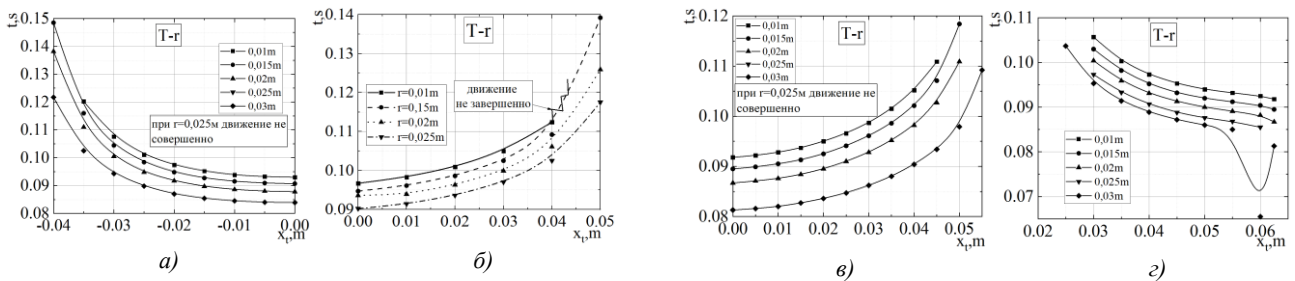 t,s
0.15
0.14
0.13
0.12
0.11
0.10
0.09
0.08
-0.04
-0.03
-0.02
-0.01
0.00
x_t,m
T-r
0,01m
0,015m
0,02m
0,025m
0,03m
при r=0,025м движение не
совершенно
а)
t,s
0.14
0.13
0.12
0.11
0.10
0.09
0.00
0.01
0.02
0.03
0.04
0.05
x_t,m
T-r
r=0,01m
r=0,15m
r=0,02m
r=0,025m
движение
не завершенно
б)
t,s
0.12
0.11
0.10
0.09
0.08
0.00
0.01
0.02
0.03
0.04
0.05
x_t,m
T-r
0,01m
0,015m
0,02m
0,025m
0,03m
при r=0,025м движение не
совершенно
в)
t,s
0.11
0.10
0.09
0.08
0.07
0.02
0.03
0.04
0.05
0.06
x_t,m
T-r
0,01m
0,015m
0,02m
0,025m
0,03m
г)